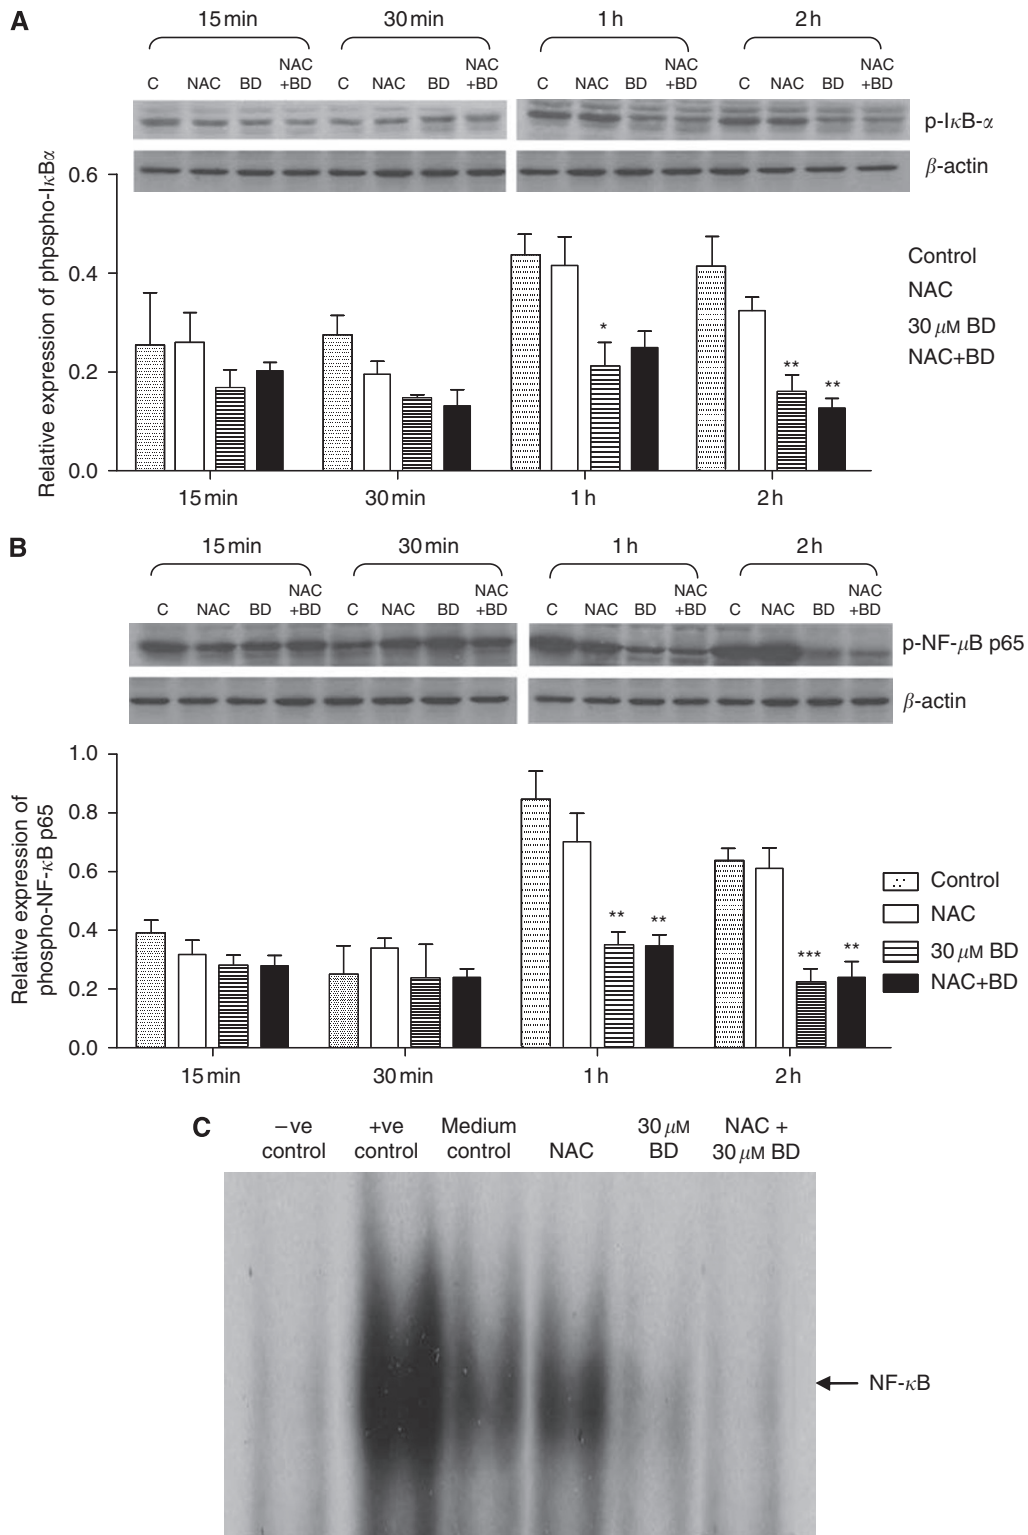 A
15 min 30 min 1 h 2 h
C NAC BD NAC +BD C NAC BD NAC +BD C NAC BD NAC +BD C NAC BD NAC +BD
p-IκB-α
β-actin
Relative expression of phpspho-IκBα
0.6
0.4
0.2
0.0
*
**
**
Control
NAC
30 μM BD
NAC+BD
15 min 30 min 1 h 2 h
B
15 min 30 min 1 h 2 h
C NAC BD NAC +BD C NAC BD NAC +BD C NAC BD NAC +BD C NAC BD NAC +BD
p-NF-μB p65
β-actin
Relative expression of
phospho-NF-κB p65
1.0
0.8
0.6
0.4
0.2
0.0
** **
*** **
Control
NAC
30 μM BD
NAC+BD
15 min 30 min 1 h 2 h
C
−ve control
+ve control
Medium control
NAC
30 μM BD
NAC + 30 μM BD
NF-κB